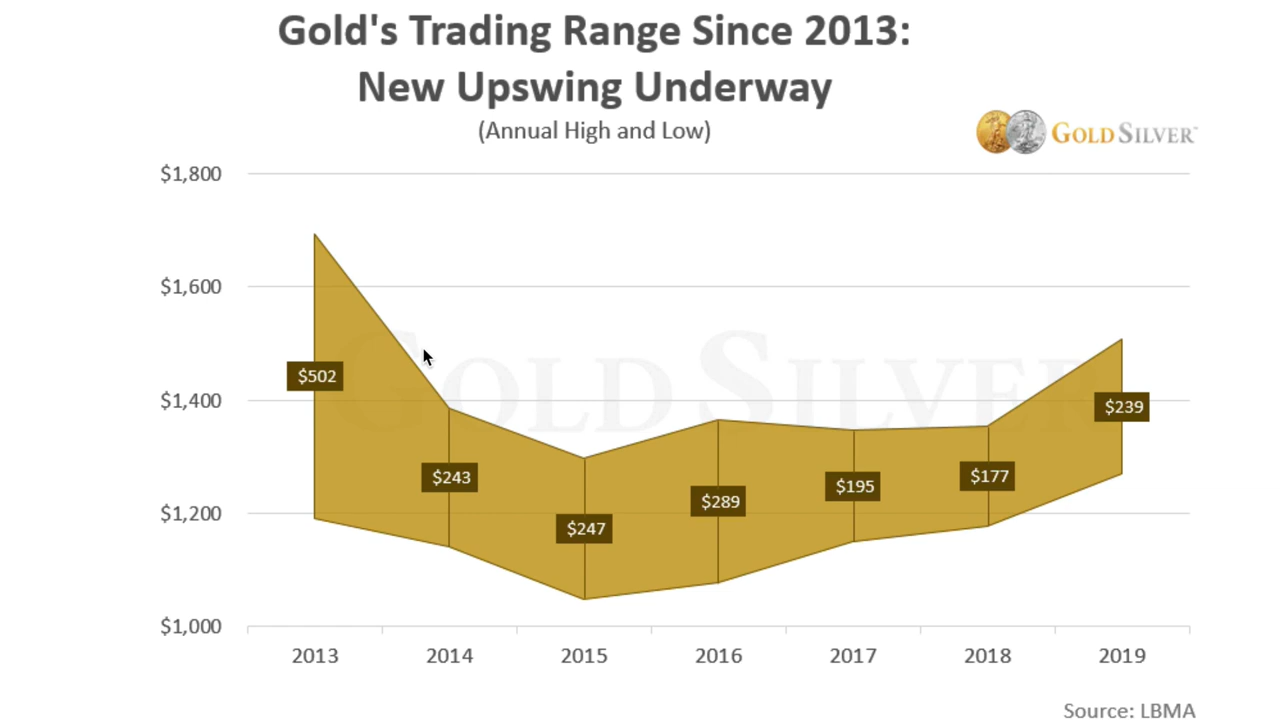 Gold's Trading Range Since 2013:
New Upswing Underway
(Annual High and Low)
GOLDSILVER™
$1,800
$1,600
$1,400
$1,200
$1,000
GOLDSILVER
$502
$243
$247
$289
$195
$177
$239
2013 2014 2015 2016 2017 2018 2019
Source: LBMA